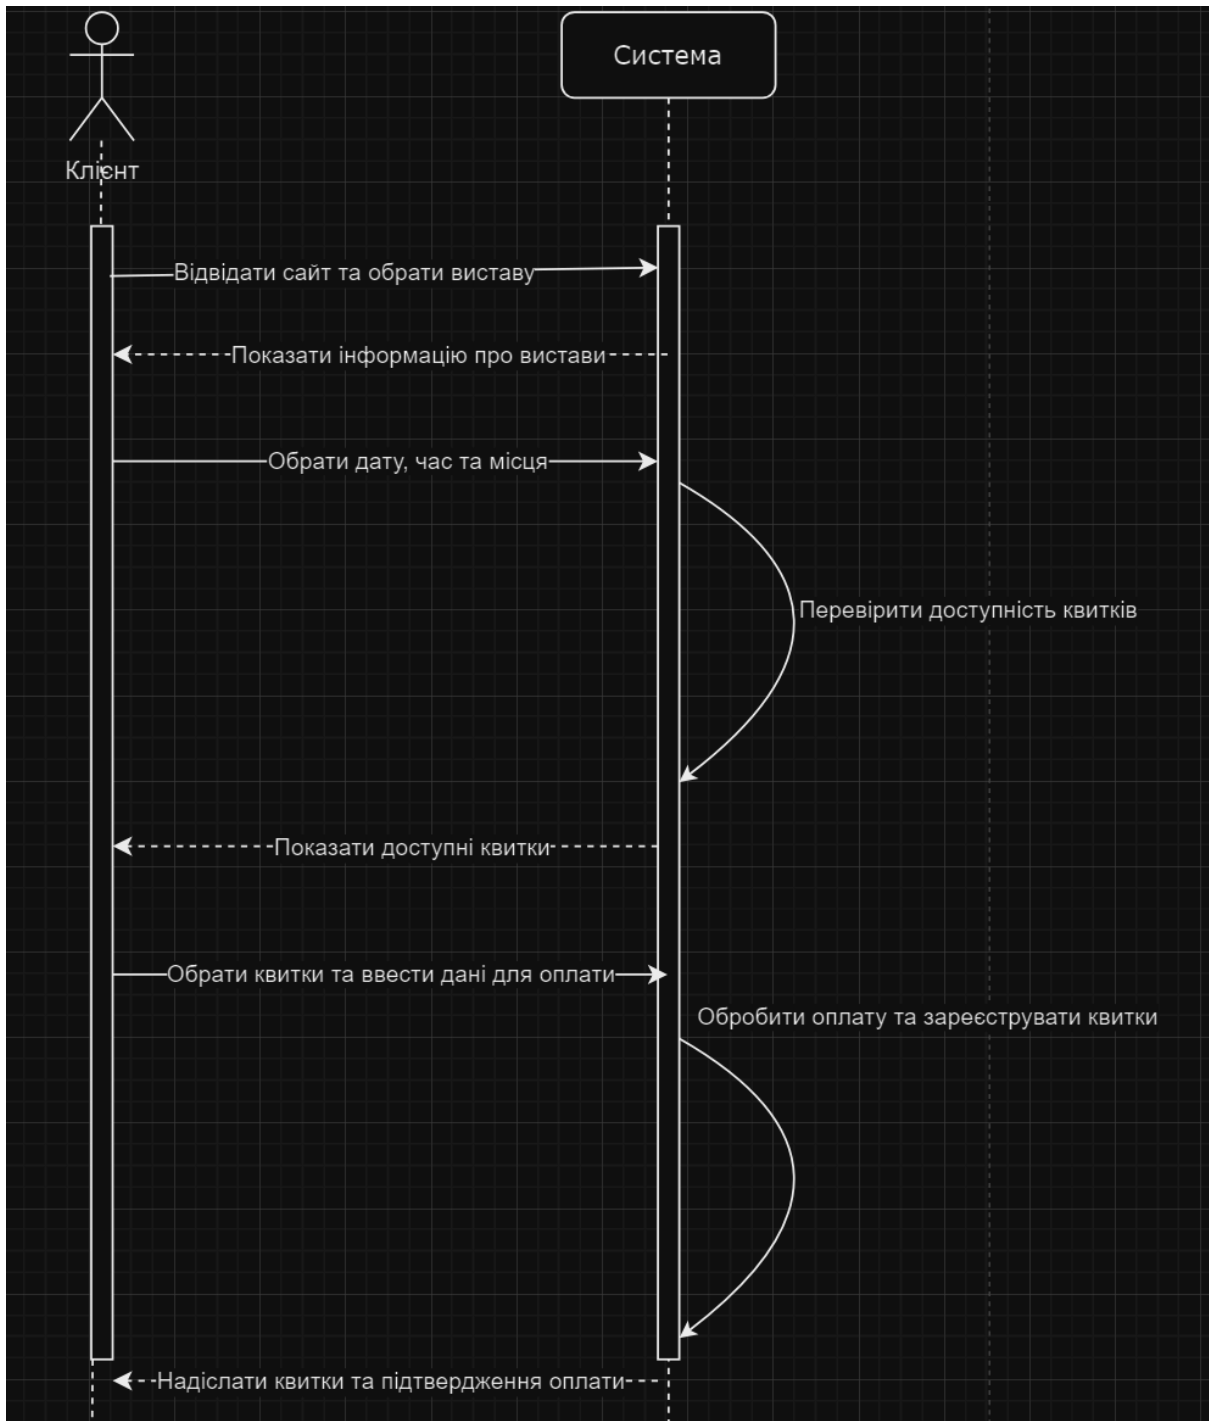 Система
Клієнт
Відвідати сайт та обрати виставу
Показати інформацію про вистави
Обрати дату, час та місця
Перевірити доступність квитків
Показати доступні квитки
Обрати квитки та ввести дані для оплати
Обробити оплату та зареєструвати квитки
Надіслати квитки та підтвердження оплати